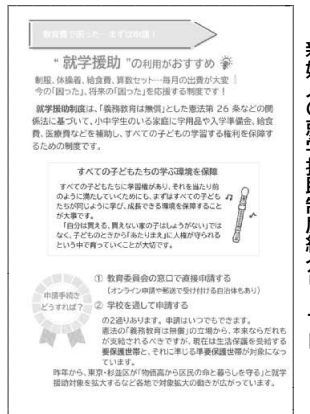 教育費で困った…まずは申請！
“ 就学援助 ”の利用がおすすめ
制服、体操着、給食費、算数セット…毎月の出費が大変
今の「困った」、将来の「困った」を応援する制度です！
就学援助制度は、「義務教育は無償」とした憲法第 26 条などの関
係法に基づいて、小中学生のいる家庭に学用品や入学準備金、給食
費、医療費などを補助し、すべての子どもの学習する権利を保障す
るための制度です。
すべての子どもたちの学ぶ環境を保障
すべての子どもたちに学習権があり、それを当たり前
のように満たしていくためにも、まずはすべての子ども
たちが同じように学び、成長できる環境を保障すること
が大事です。
「自分は買える、買えない家の子はしょうがない」では
なく、子どものときから「あたりまえ」に人権が守られる
という中で育っていくことが大切です。
申請手続き
どうすれば？
① 教育委員会の窓口で直接申請する
（オンライン申請や郵送で受け付ける自治体もあり）
② 学校を通して申請する
の2通りあります。申請はいつでもできます。
憲法の「義務教育は無償」の立場から、本来ならだれも
が支給されるべきですが、現在は生活保護を受給する
要保護世帯と、それに準じる準要保護世帯が対象になっ
ています。
昨年から、東京・杉並区が「物価高から区民の命と暮らしを守る」と就学
援助対象を拡大するなど各地で対象拡大の動きが広がっています。